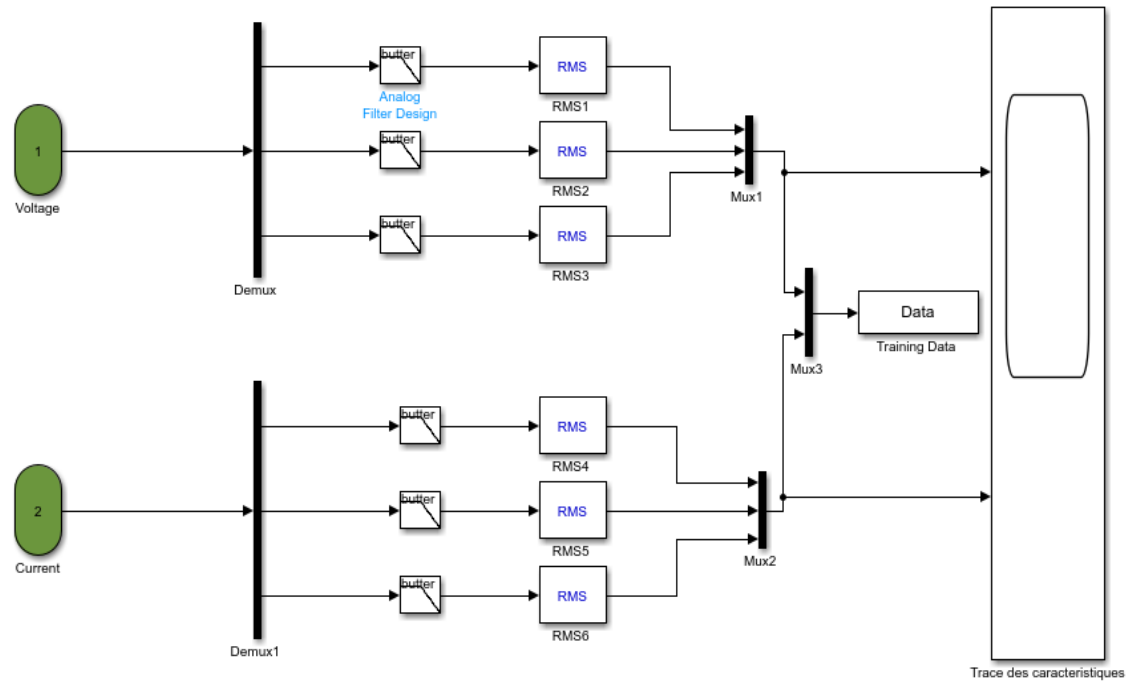 butter
Analog
Filter Design
RMS
RMS1
1
Voltage
butter
RMS
RMS2
Mux1
butter
RMS
RMS3
Demux
Data
Training Data
Mux3
butter
RMS
RMS4
2
Current
butter
RMS
RMS5
Mux2
butter
RMS
RMS6
Demux1
Trace des caracteristiques